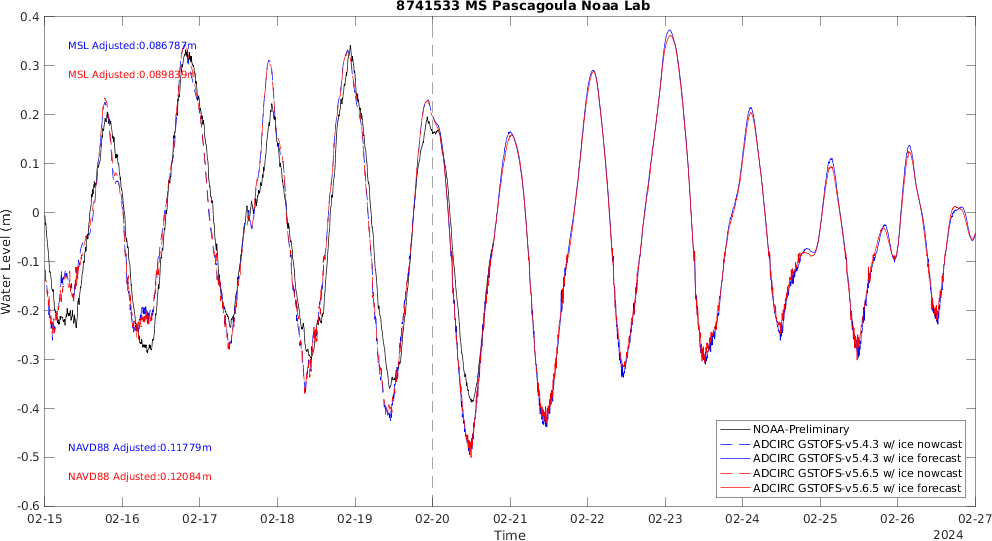 8741533 MS Pascagoula Noaa Lab
MSL Adjusted:0.086787m
MSL Adjusted:0.089839m
NAVD88 Adjusted:0.11779m
NAVD88 Adjusted:0.12084m
Water Level (m)
0.4
0.3
0.2
0.1
0
-0.1
-0.2
-0.3
-0.4
-0.5
-0.6
NOAA-Preliminary
ADCIRC GSTOFS-v5.4.3 w/ ice nowcast
ADCIRC GSTOFS-v5.4.3 w/ ice forecast
ADCIRC GSTOFS-v5.6.5 w/ ice nowcast
ADCIRC GSTOFS-v5.6.5 w/ ice forecast
02-15 02-16 02-17 02-18 02-19 02-20 02-21 02-22 02-23 02-24 02-25 02-26 02-27
Time
2024